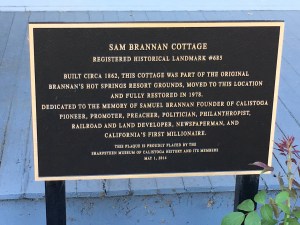 SAM BRANNAN COTTAGE
REGISTERED HISTORICAL LANDMARK #685
BUILT CIRCA 1862, THIS COTTAGE WAS PART OF THE ORIGINAL
BRANNAN'S HOT SPRINGS RESORT GROUNDS, MOVED TO THIS LOCATION
AND FULLY RESTORED IN 1978.
DEDICATED TO THE MEMORY OF SAMUEL BRANNAN FOUNDER OF CALISTOGA
PIONEER, PROMOTER, PREACHER, POLITICIAN, PHILANTHROPIST,
RAILROAD AND LAND DEVELOPER, NEWSPAPERMAN, AND
CALIFORNIA'S FIRST MILLIONAIRE.
THIS PLAQUE IS PROUDLY PLACED BY THE
SHARPSTEEN MUSEUM OF CALISTOGA HISTORY AND ITS MEMBERS
MAY 1, 2014